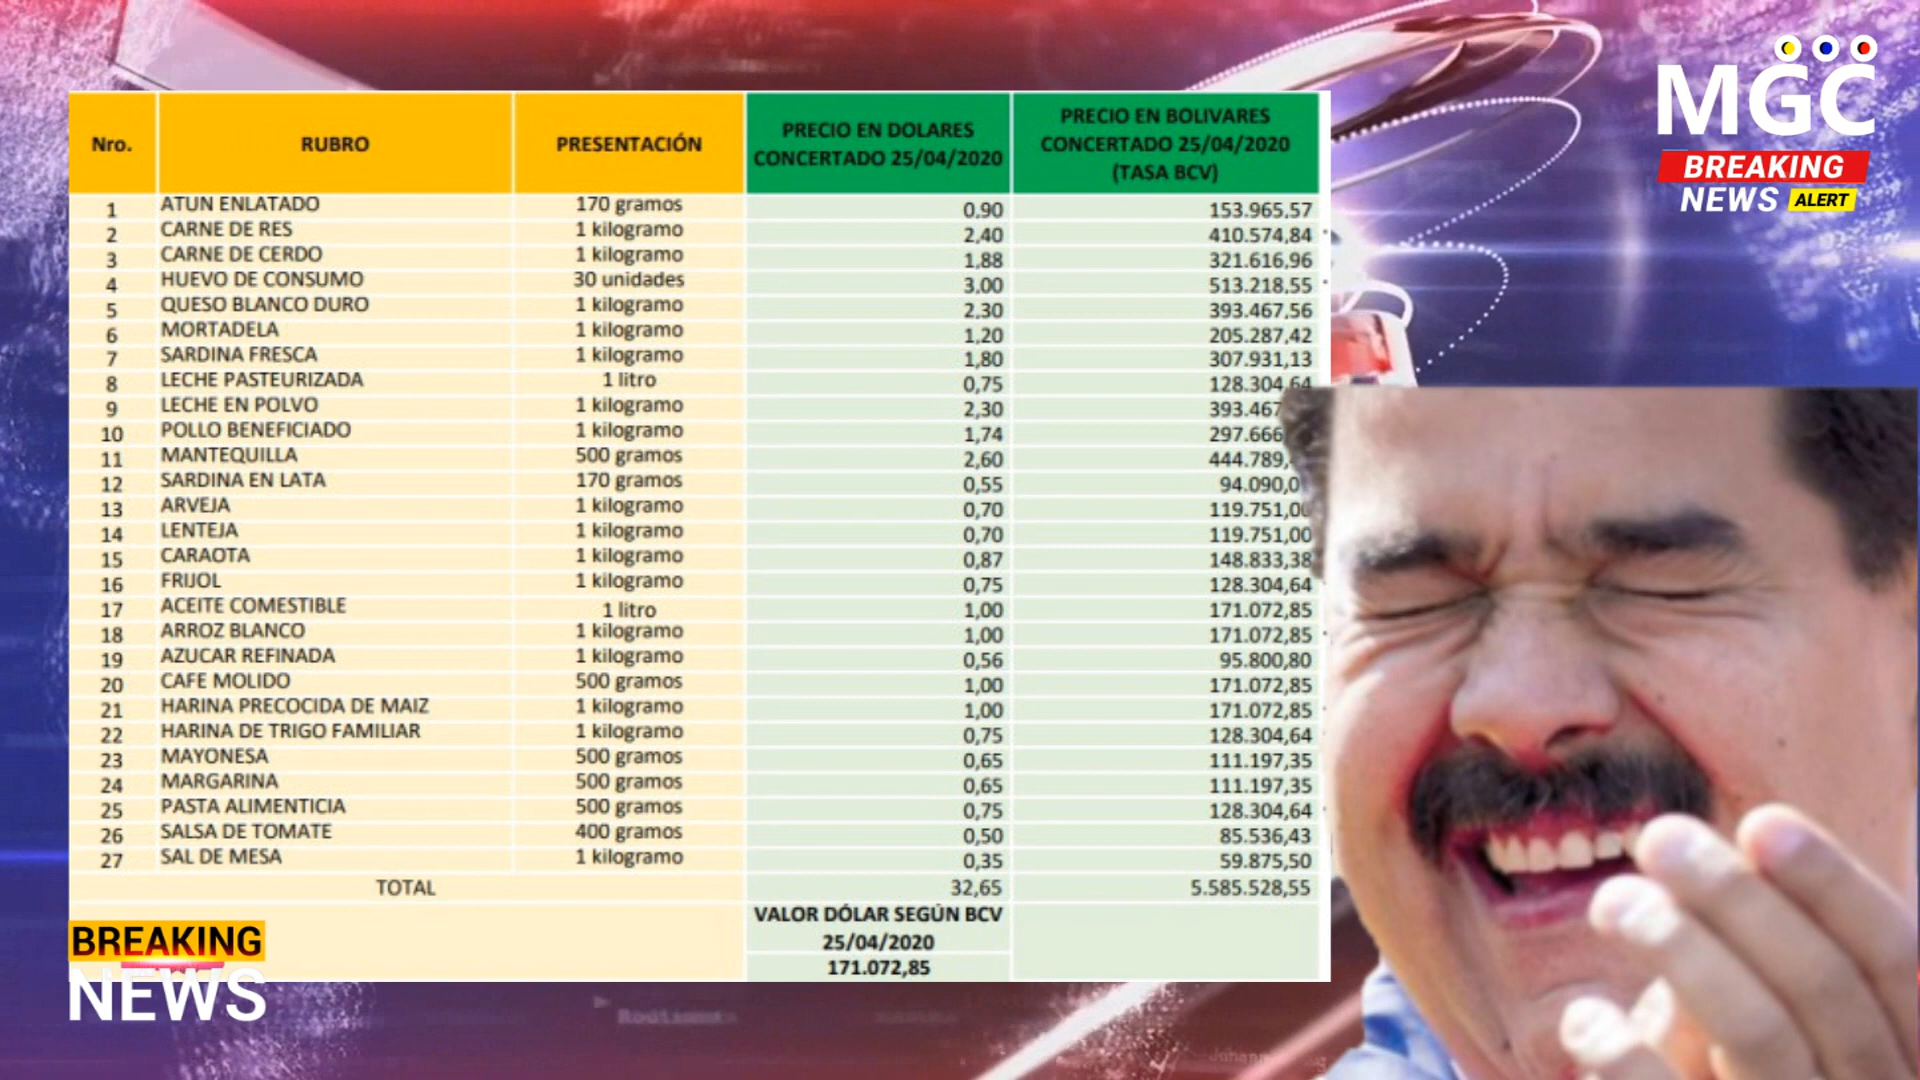 MGC
BREAKING
NEWS ALERT
Nro. RUBRO PRESENTACIÓN PRECIO EN DOLARES CONCERTADO 25/04/2020 PRECIO EN BOLIVARES CONCERTADO 25/04/2020 (TASA BCV)
1 ATUN ENLATADO 170 gramos 0,90 153.965,57
2 CARNE DE RES 1 kilogramo 2,40 410.574,84
3 CARNE DE CERDO 1 kilogramo 1,88 321.616,96
4 HUEVO DE CONSUMO 30 unidades 3,00 513.218,55
5 QUESO BLANCO DURO 1 kilogramo 2,30 393.467,56
6 MORTADELA 1 kilogramo 1,20 205.287,42
7 SARDINA FRESCA 1 kilogramo 1,80 307.931,13
8 LECHE PASTEURIZADA 1 litro 0,75 128.304,64
9 LECHE EN POLVO 1 kilogramo 2,30 393.467
10 POLLO BENEFICIADO 1 kilogramo 1,74 297.666
11 MANTEQUILLA 500 gramos 2,60 444.789,
12 SARDINA EN LATA 170 gramos 0,55 94.090,0
13 ARVEJA 1 kilogramo 0,70 119.751,00
14 LENTEJA 1 kilogramo 0,70 119.751,00
15 CARAOTA 1 kilogramo 0,87 148.833,38
16 FRIJOL 1 kilogramo 0,75 128.304,64
17 ACEITE COMESTIBLE 1 litro 1,00 171.072,85
18 ARROZ BLANCO 1 kilogramo 1,00 171.072,85
19 AZUCAR REFINADA 1 kilogramo 0,56 95.800,80
20 CAFE MOLIDO 500 gramos 1,00 171.072,85
21 HARINA PRECOCIDA DE MAIZ 1 kilogramo 1,00 171.072,85
22 HARINA DE TRIGO FAMILIAR 1 kilogramo 0,75 128.304,64
23 MAYONESA 500 gramos 0,65 111.197,35
24 MARGARINA 500 gramos 0,65 111.197,35
25 PASTA ALIMENTICIA 500 gramos 0,75 128.304,64
26 SALSA DE TOMATE 400 gramos 0,50 85.536,43
27 SAL DE MESA 1 kilogramo 0,35 59.875,50
TOTAL 32,65 5.585.528,55
VALOR DÓLAR SEGÚN BCV
25/04/2020
171.072,85
BREAKING
NEWS